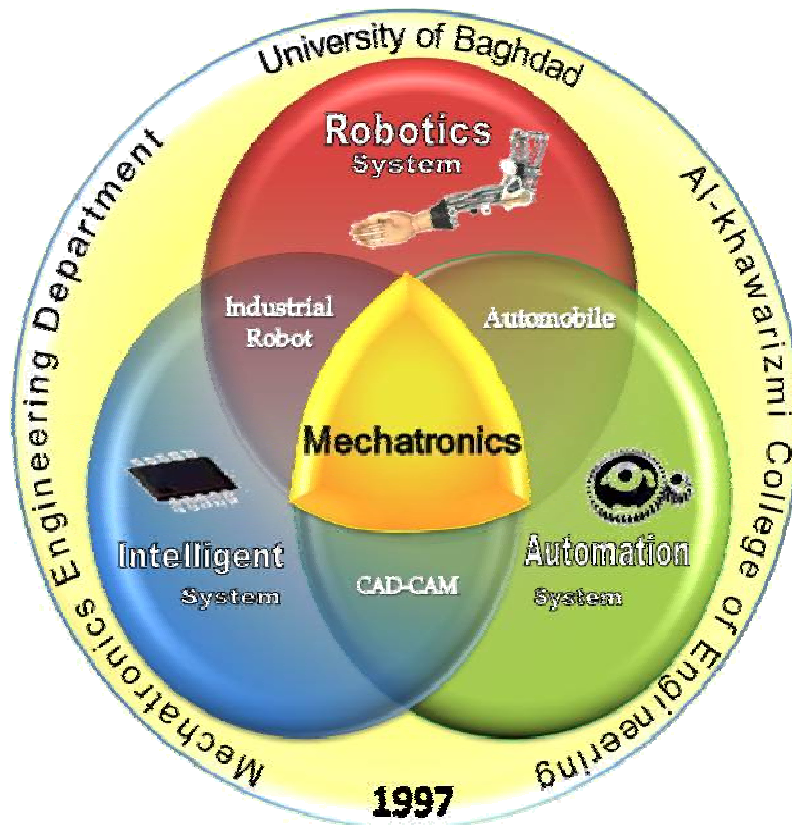 University of Baghdad
Mechatronics Engineering Department
Al-khawarizmi College of Engineering
Robotics
System
Industrial
Robot
Automobile
Mechatronics
Intelligent
System
Automation
System
CAD-CAM
1997